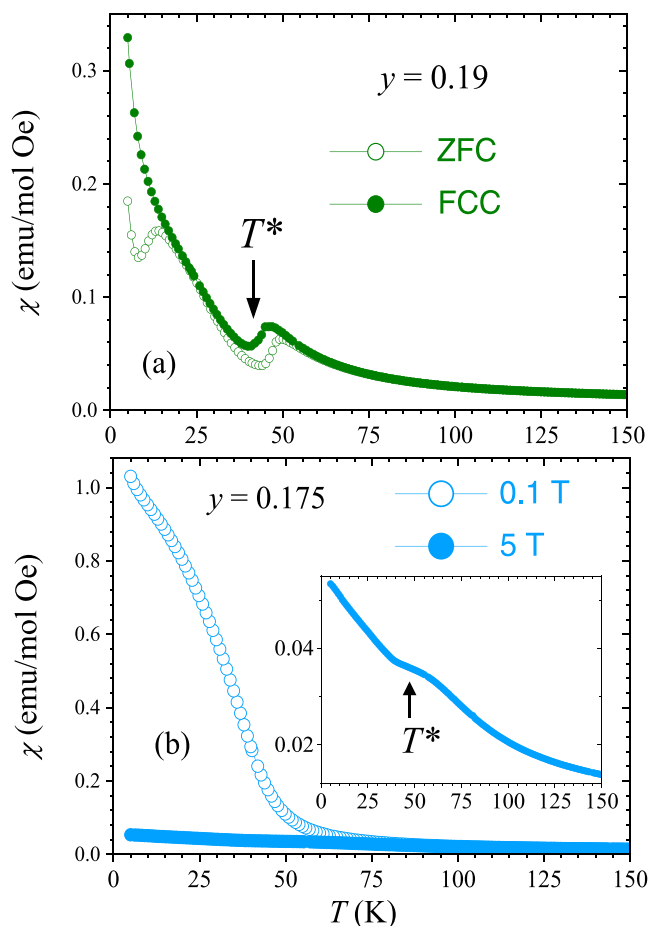 χ (emu/mol Oe)
0.3
0.2
0.1
0.0
y = 0.19
ZFC
FCC
T*
(a)
0 25 50 75 100 125 150
χ (emu/mol Oe)
1.0
0.8
0.6
0.4
0.2
0.0
y = 0.175
0.1 T
5 T
0.04
0.02
T*
0 25 50 75 100 125 150
(b)
0 25 50 75 100 125 150
T (K)